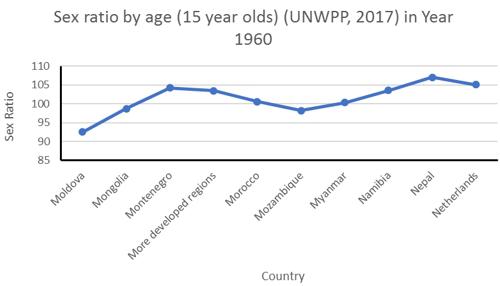 Sex ratio by age (15 year olds) (UNWPP, 2017) in Year
1960
110
105
100
95
90
85
Sex Ratio
Moldova
Mongolia
Montenegro
More developed regions
Morocco
Mozambique
Myanmar
Namibia
Nepal
Netherlands
Country